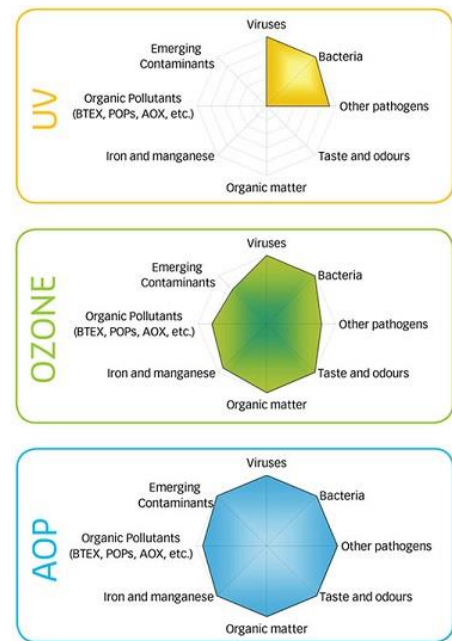 UV
Viruses
Emerging
Contaminants
Bacteria
Organic Pollutants
(BTEX, POPs, AOX, etc.)
Other pathogens
Iron and manganese
Taste and odours
Organic matter
OZONE
Viruses
Emerging
Contaminants
Bacteria
Organic Pollutants
(BTEX, POPs, AOX, etc.)
Other pathogens
Iron and manganese
Taste and odours
Organic matter
AOP
Viruses
Emerging
Contaminants
Bacteria
Organic Pollutants
(BTEX, POPs, AOX, etc.)
Other pathogens
Iron and manganese
Taste and odours
Organic matter